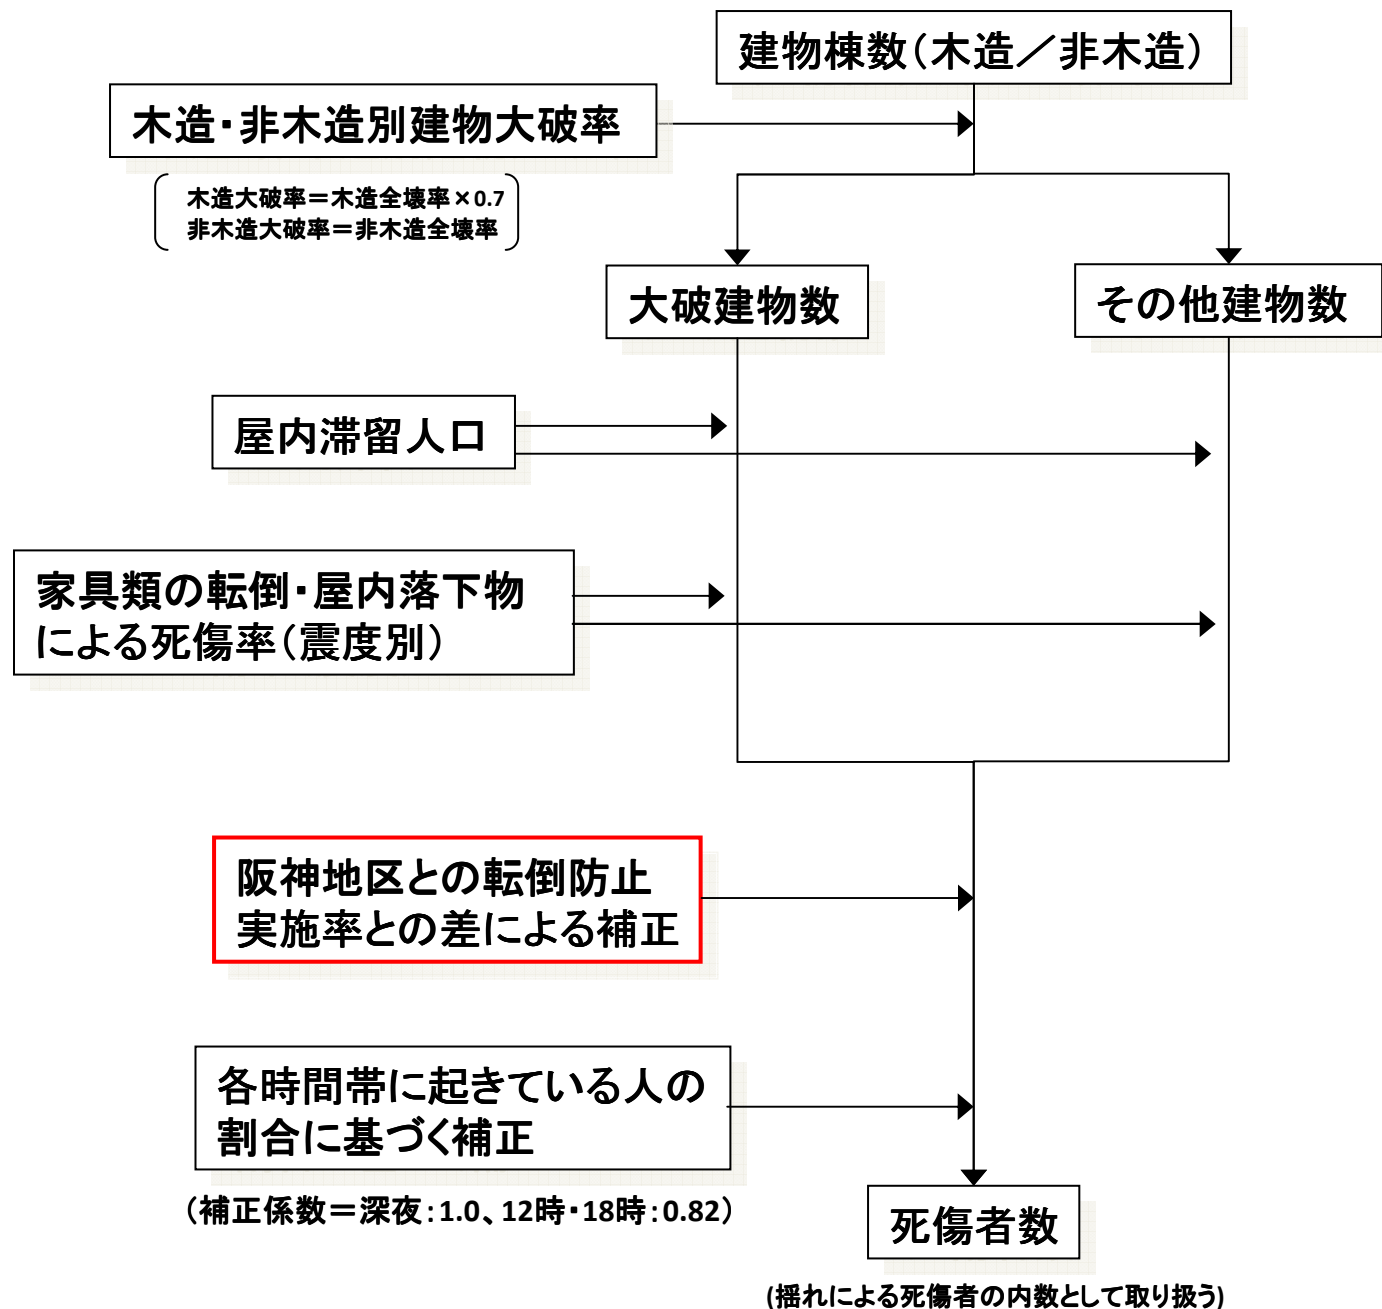 建物棟数（木造／非木造）
木造・非木造別建物大破率
木造大破率＝木造全壊率×0.7
非木造大破率＝非木造全壊率
大破建物数
その他建物数
屋内滞留人口
家具類の転倒・屋内落下物
による死傷率（震度別）
阪神地区との転倒防止
実施率との差による補正
各時間帯に起きている人の
割合に基づく補正
（補正係数＝深夜：1.0、12時・18時：0.82）
死傷者数
(揺れによる死傷者の内数として取り扱う)